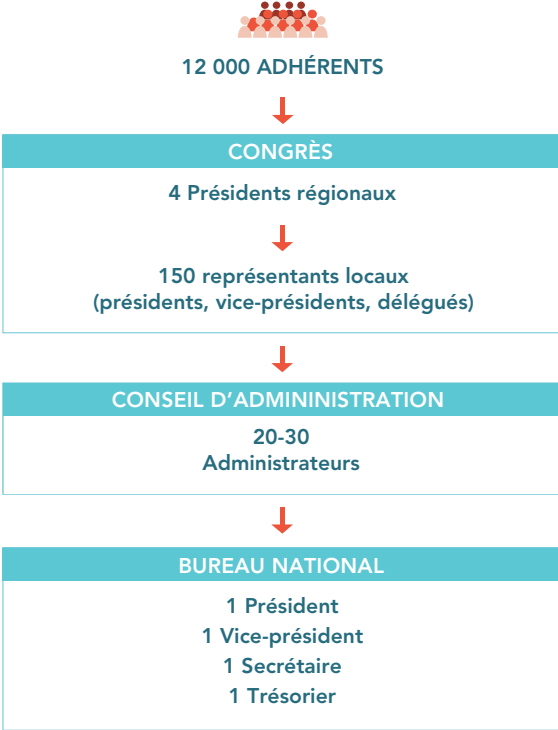 12 000 ADHÉRENTS
CONGRÈS
4 Présidents régionaux
150 représentants locaux
(présidents, vice-présidents, délégués)
CONSEIL D’ADMININISTRATION
20-30
Administrateurs
BUREAU NATIONAL
1 Président
1 Vice-président
1 Secrétaire
1 Trésorier